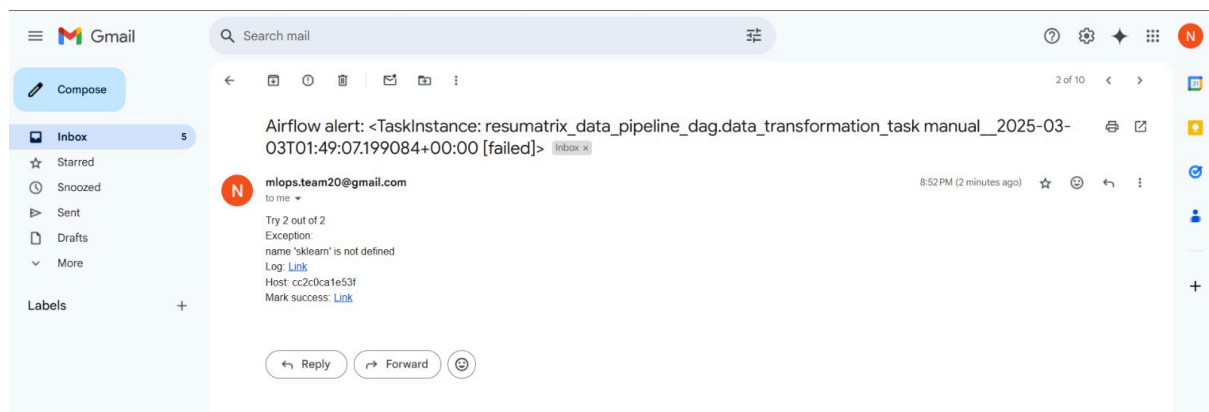 Gmail
Search mail
N
Compose
2 of 10
31
Inbox 5
Starred
Snoozed
Sent
Drafts
More
Labels
Airflow alert: <TaskInstance: resumatrix_data_pipeline_dag.data_transformation_task manual__2025-03-
03T01:49:07.199084+00:00 [failed]> Inbox x
N
mlops.team20@gmail.com 8:52 PM (2 minutes ago)
to me
Try 2 out of 2
Exception:
name 'sklearn' is not defined
Log: Link
Host: cc2c0ca1e53f
Mark success: Link
Reply Forward